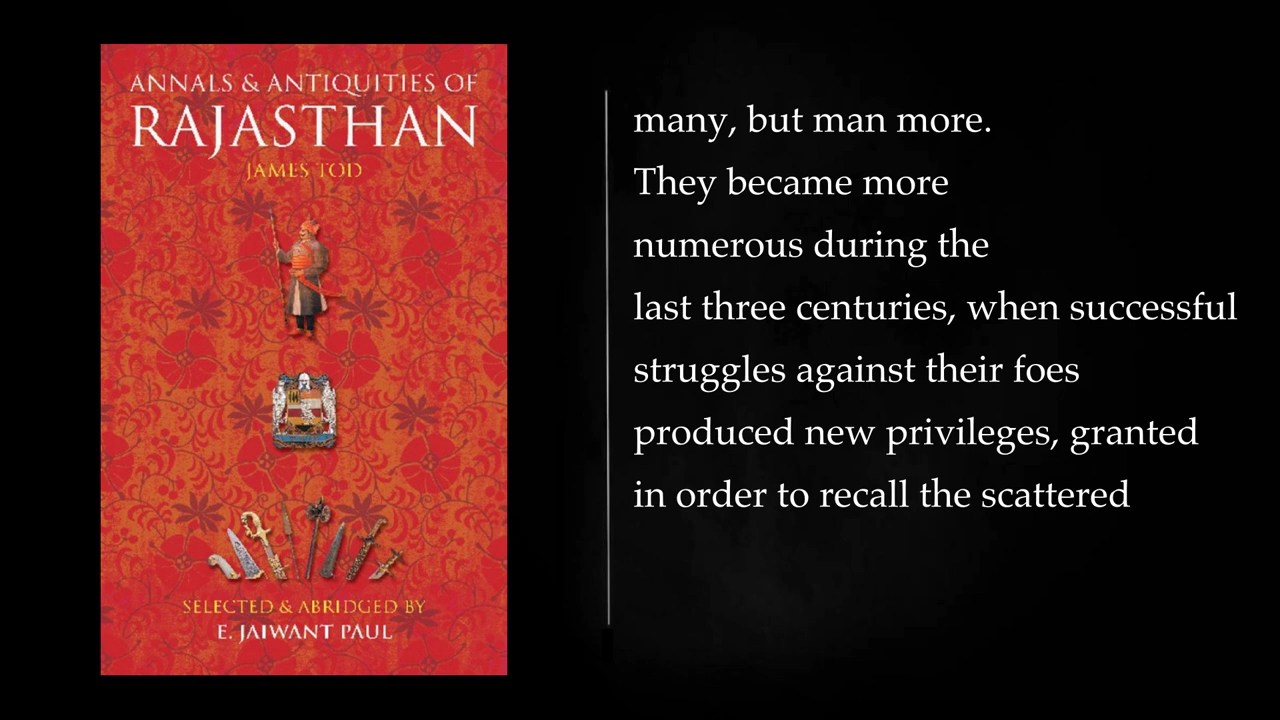 ANNALS & ANTIQUITIES OF
RAJASTHAN
JAMES TOD
SELECTED & ABRIDGED BY
E. JAIWANT PAUL
many, but man more.
They became more
numerous during the
last three centuries, when successful
struggles against their foes
produced new privileges, granted
in order to recall the scattered